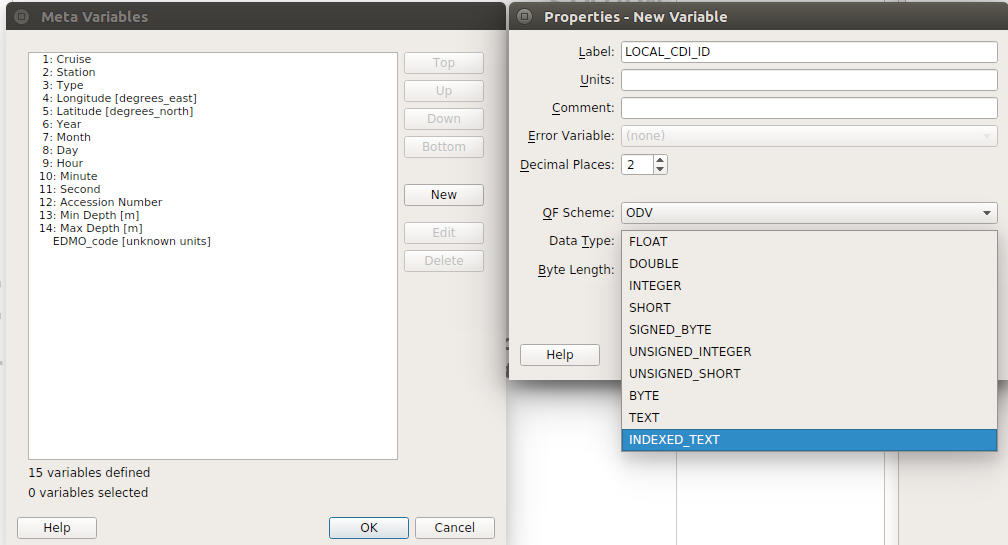 Meta Variables
1: Cruise
2: Station
3: Type
4: Longitude [degrees_east]
5: Latitude [degrees_north]
6: Year
7: Month
8: Day
9: Hour
10: Minute
11: Second
12: Accession Number
13: Min Depth [m]
14: Max Depth [m]
EDMO_code [unknown units]
Top
Up
Down
Bottom
New
Edit
Delete
15 variables defined
0 variables selected
Help
OK
Cancel
Properties - New Variable
Label: LOCAL_CDI_ID
Units:
Comment:
Error Variable: (none)
Decimal Places: 2
QF Scheme: ODV
Data Type:
Byte Length:
FLOAT
DOUBLE
INTEGER
SHORT
SIGNED_BYTE
UNSIGNED_INTEGER
UNSIGNED_SHORT
BYTE
TEXT
INDEXED_TEXT
Help